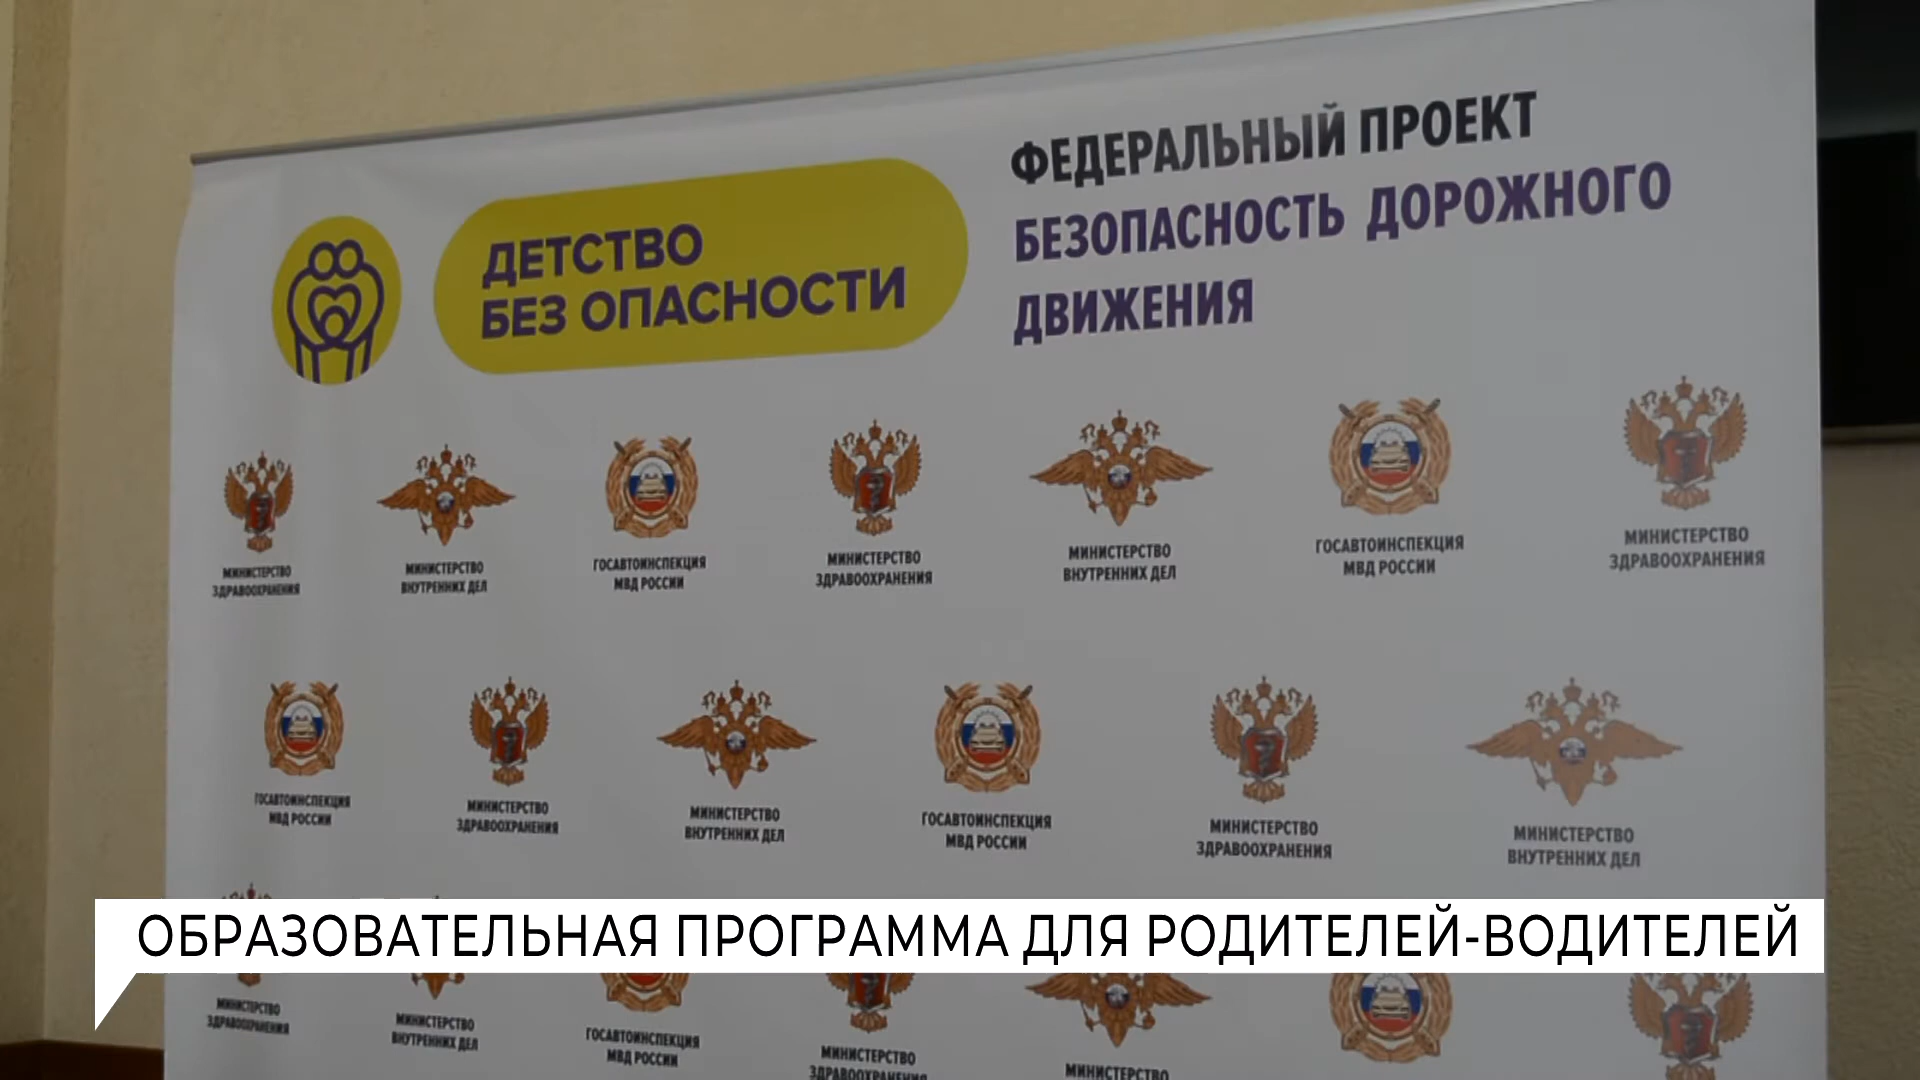 ФЕДЕРАЛЬНЫЙ ПРОЕКТ
БЕЗОПАСНОСТЬ ДОРОЖНОГО
ДВИЖЕНИЯ
ДЕТСТВО
БЕЗ ОПАСНОСТИ
МИНИСТЕРСТВО
ЗДРАВООХРАНЕНИЯ
МИНИСТЕРСТВО
ВНУТРЕННИХ ДЕЛ
ГОСАВТОИНСПЕКЦИЯ
МВД РОССИИ
МИНИСТЕРСТВО
ЗДРАВООХРАНЕНИЯ
МИНИСТЕРСТВО
ВНУТРЕННИХ ДЕЛ
ГОСАВТОИНСПЕКЦИЯ
МВД РОССИИ
МИНИСТЕРСТВО
ЗДРАВООХРАНЕНИЯ
ГОСАВТОИНСПЕКЦИЯ
МВД РОССИИ
МИНИСТЕРСТВО
ЗДРАВООХРАНЕНИЯ
МИНИСТЕРСТВО
ВНУТРЕННИХ ДЕЛ
ГОСАВТОИНСПЕКЦИЯ
МВД РОССИИ
МИНИСТЕРСТВО
ЗДРАВООХРАНЕНИЯ
МИНИСТЕРСТВО
ВНУТРЕННИХ ДЕЛ
ОБРАЗОВАТЕЛЬНАЯ ПРОГРАММА ДЛЯ РОДИТЕЛЕЙ-ВОДИТЕЛЕЙ
МИНИСТЕРСТВО
ЗДРАВООХРАНЕНИЯ
МИНИСТЕРСТВО
ВНУТРЕННИХ ДЕЛ
ГОСАВТОИНСПЕКЦИЯ
МВД РОССИИ
МИНИСТЕРСТВО
ЗДРАВООХРАНЕНИЯ
МИНИСТЕРСТВО